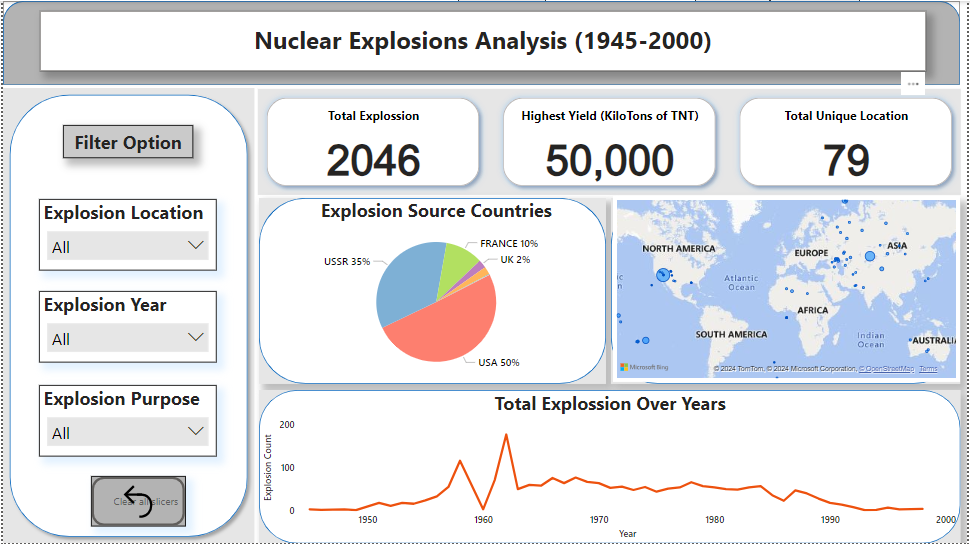 Nuclear Explosions Analysis (1945-2000)
Filter Option
Explosion Location
All
Explosion Year
All
Explosion Purpose
All
Clear all slicers
Total Explossion
2046
Highest Yield (KiloTons of TNT)
50,000
Total Unique Location
79
Explosion Source Countries
FRANCE 10%
UK 2%
USSR 35%
USA 50%
NORTH AMERICA
EUROPE
ASIA
Atlantic
Ocean
AFRICA
SOUTH AMERICA
Indian
Ocean
AUSTRALIA
ic
n
Microsoft Bing
© 2024 TomTom, © 2024 Microsoft Corporation, © OpenStreetMap Terms
Total Explossion Over Years
Explosion Count
200
100
0
1950
1960
1970
1980
1990
2000
Year